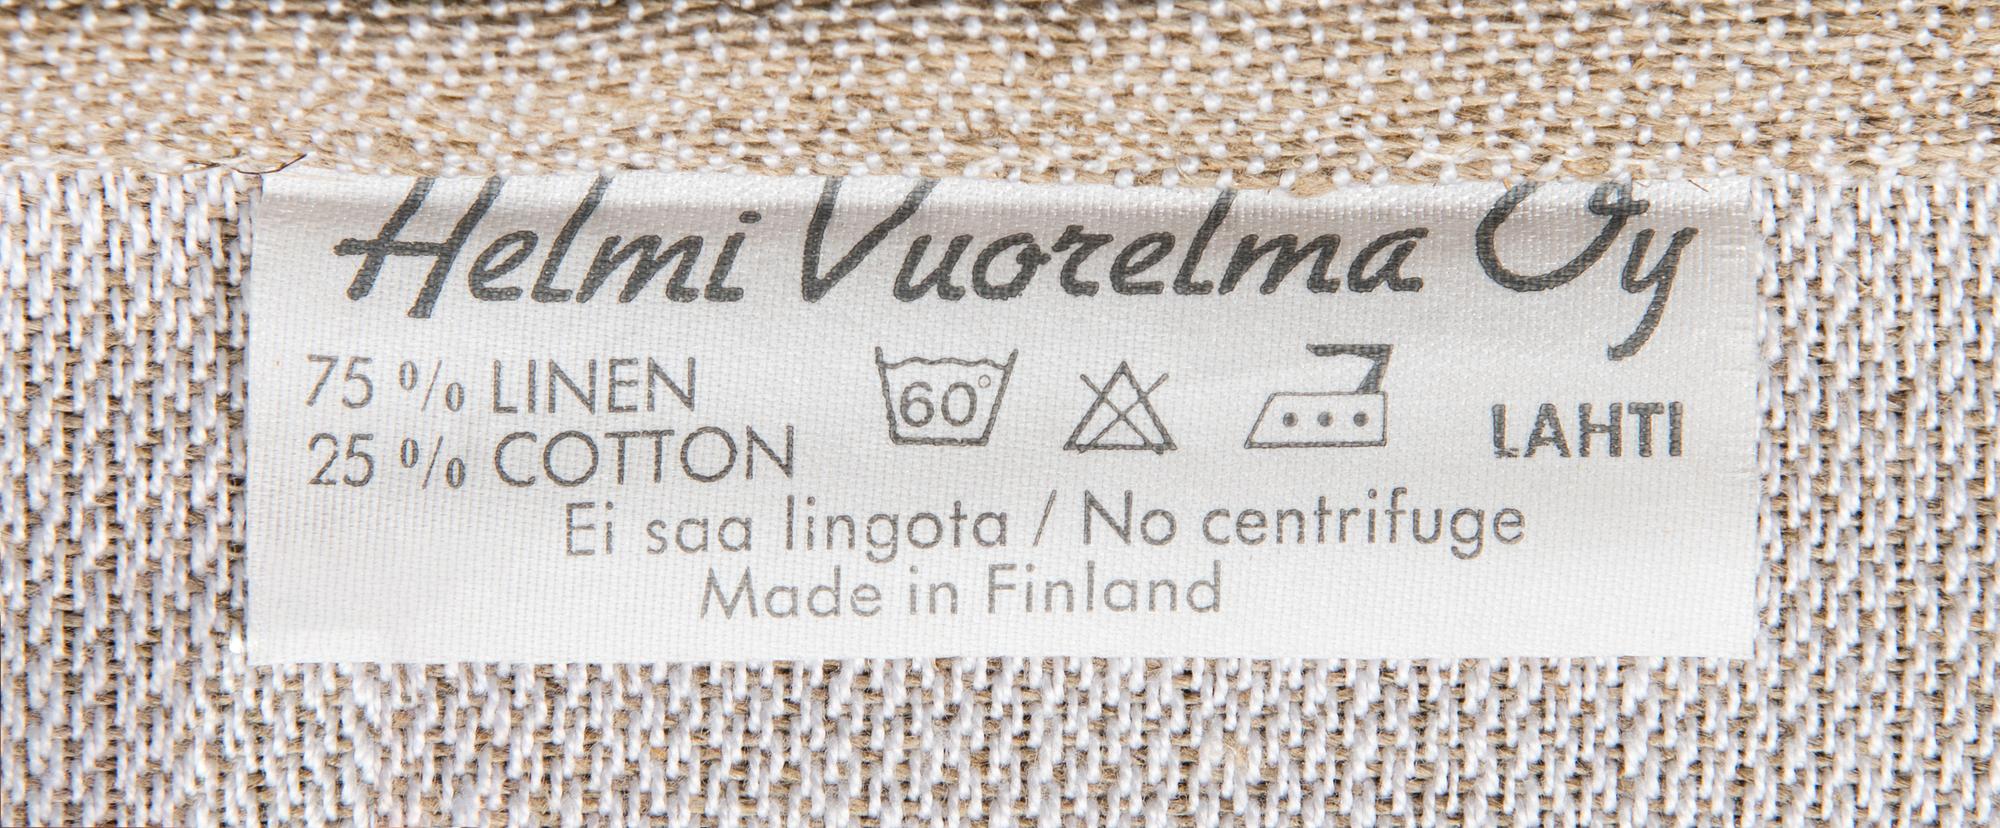 Helmi Vuorelma Oy
75 % LINEN
25 % COTTON
60°
LAHTI
Ei saa lingota / No centrifuge
Made in Finland